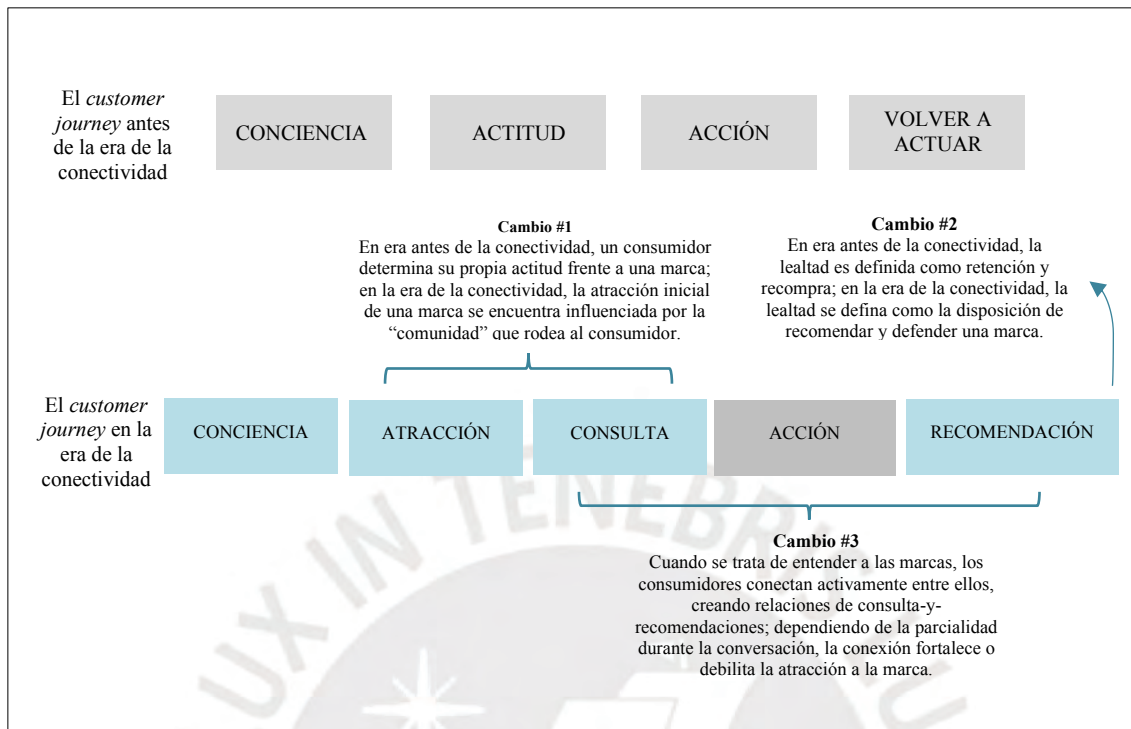 El customer
journey antes
de la era de la
conectividad
CONCIENCIA
ACTITUD
ACCIÓN
VOLVER A
ACTUAR
Cambio #1
En era antes de la conectividad, un consumidor
determina su propia actitud frente a una marca;
en la era de la conectividad, la atracción inicial
de una marca se encuentra influenciada por la
“comunidad” que rodea al consumidor.
Cambio #2
En era antes de la conectividad, la
lealtad es definida como retención y
recompra; en la era de la conectividad, la
lealtad se defina como la disposición de
recomendar y defender una marca.
El customer
journey en la
era de la
conectividad
CONCIENCIA
ATRACCIÓN
CONSULTA
ACCIÓN
RECOMENDACIÓN
Cambio #3
Cuando se trata de entender a las marcas, los
consumidores conectan activamente entre ellos,
creando relaciones de consulta-y-
recomendaciones; dependiendo de la parcialidad
durante la conversación, la conexión fortalece o
debilita la atracción a la marca.
UX IN TENEBRIS LU